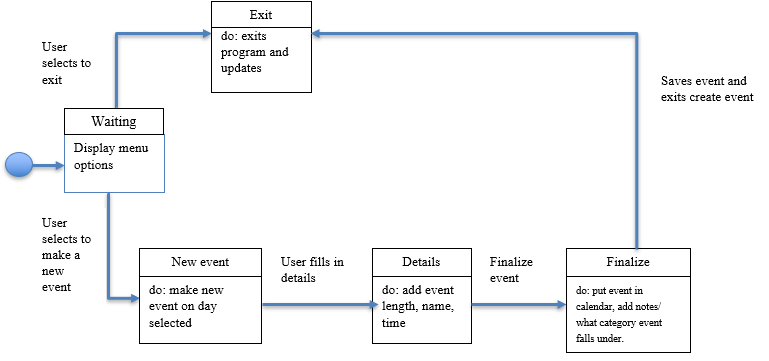 Exit
do: exits
program and
updates
User
selects to
exit
Saves event and
exits create event
Waiting
Display menu
options
User
selects to
make a
new
event
New event
do: make new
event on day
selected
User fills in
details
Details
do: add event
length, name,
time
Finalize
event
Finalize
do: put event in
calendar, add notes/
what category event
falls under.